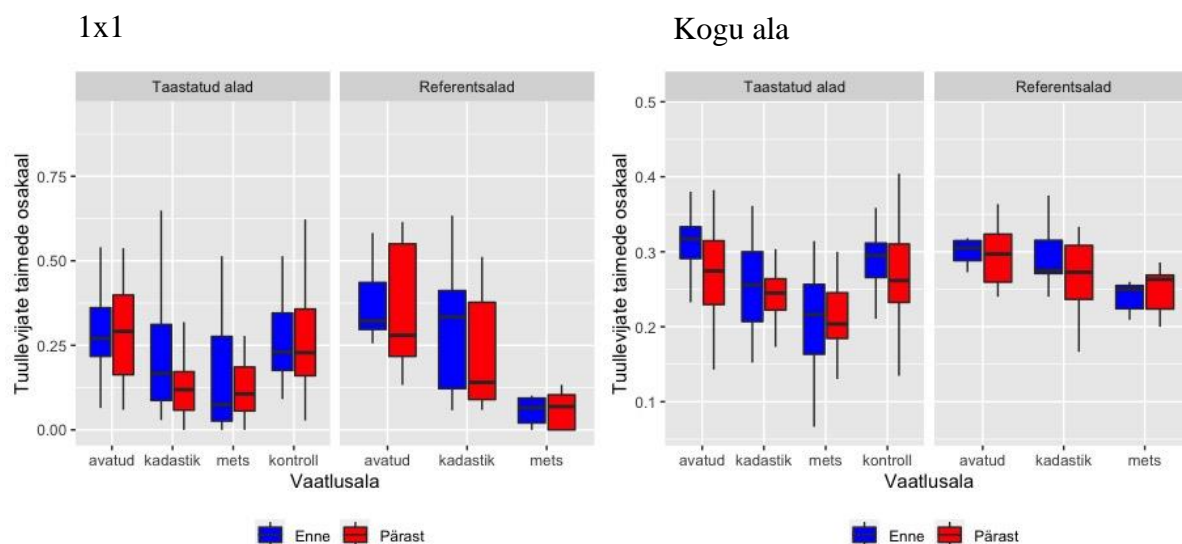 1x1
Taastatud alad
Referentsalad
Tuullevijate taimede osakaal
0.75
0.50
0.25
0.00
avatud kadastik mets kontroll
avatud kadastik mets
Vaatlusala
Enne Pärast
Kogu ala
Taastatud alad
Referentsalad
Tuullevijate taimede osakaal
0.5
0.4
0.3
0.2
0.1
avatud kadastik mets kontroll
avatud kadastik mets
Vaatlusala
Enne Pärast